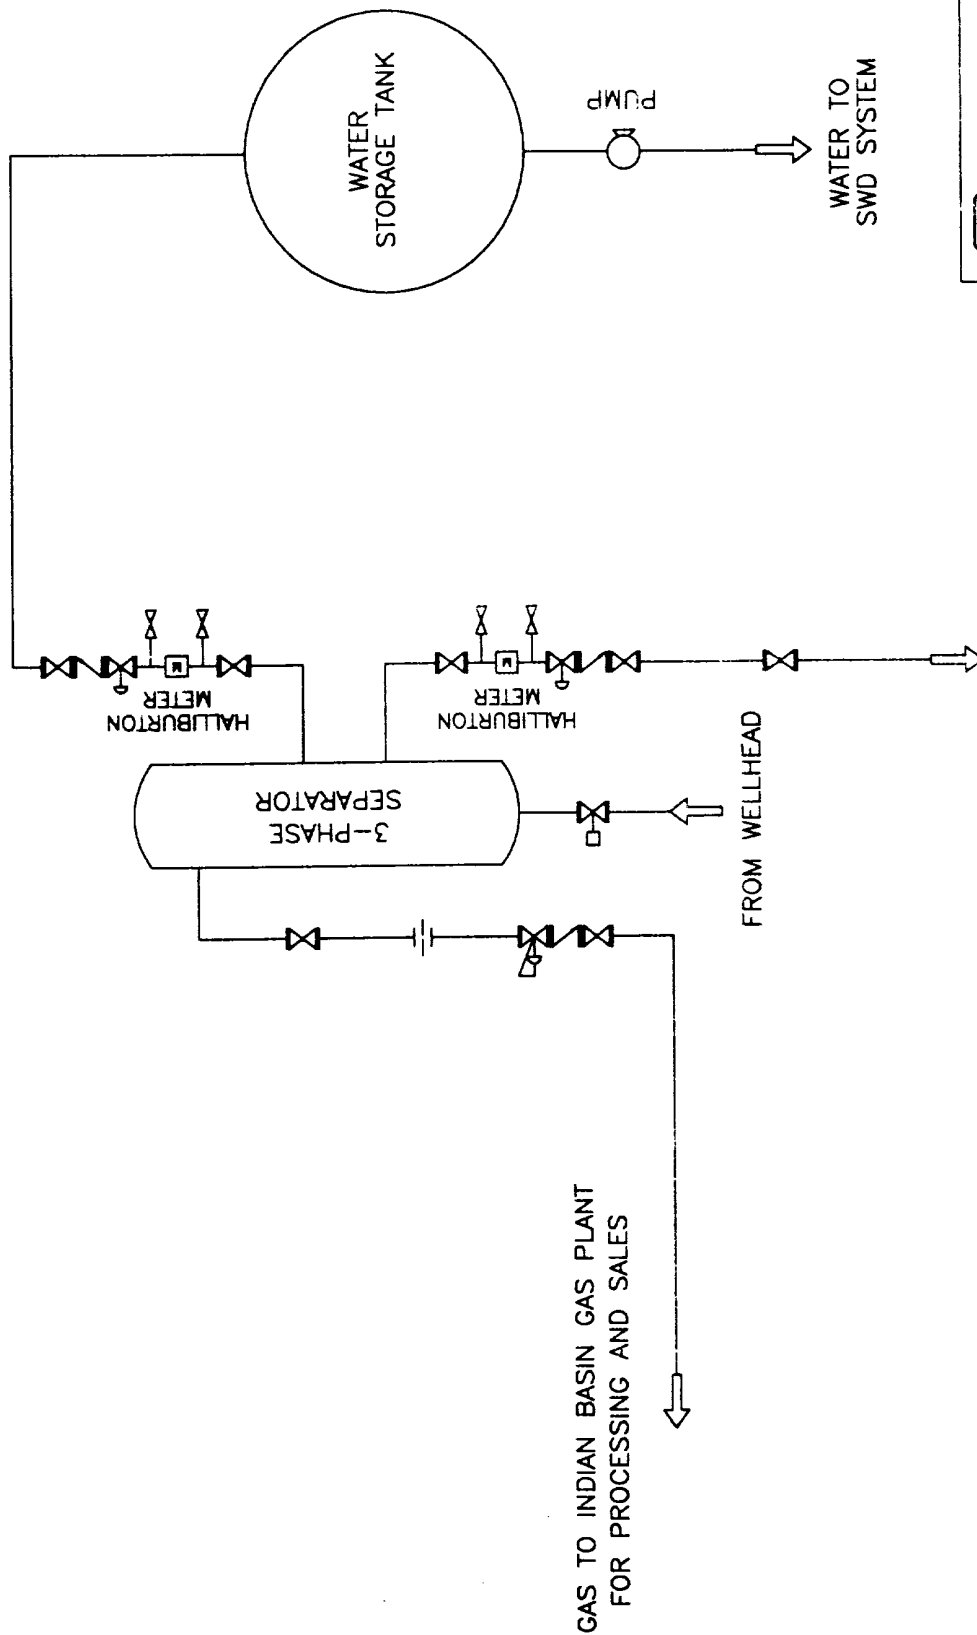 WATER
STORAGE TANK
PUMP
WATER TO
SWD SYSTEM
HALLIBURTON
METER
M
HALLIBURTON
METER
M
3-PHASE
SEPARATOR
FROM WELLHEAD
GAS TO INDIAN BASIN GAS PLANT
FOR PROCESSING AND SALES